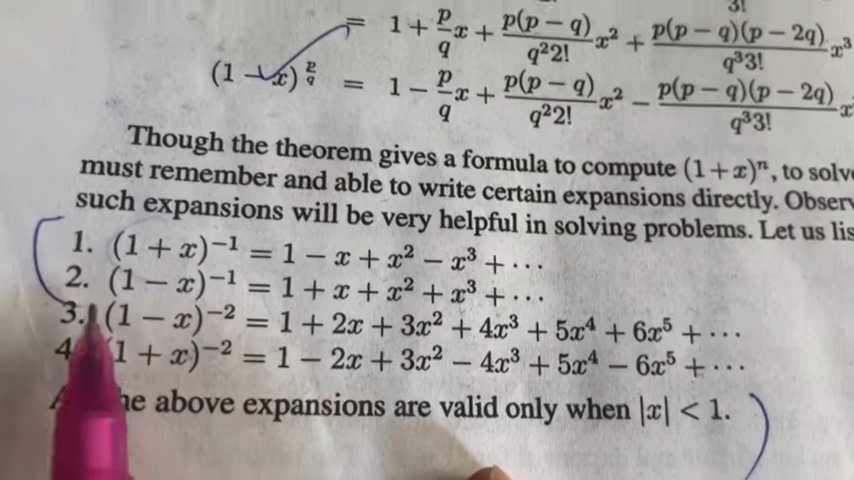 3!
= 1 + p/q x + p(p − q)/q²2! x² + p(p − q)(p − 2q)/q³3! x³
(1 − x)^(p/q) = 1 − p/q x + p(p − q)/q²2! x² − p(p − q)(p − 2q)/q³3! x
Though the theorem gives a formula to compute (1+x)ⁿ, to solv
must remember and able to write certain expansions directly. Obser
such expansions will be very helpful in solving problems. Let us lis
1. (1 + x)⁻¹ = 1 − x + x² − x³ + ⋯
2. (1 − x)⁻¹ = 1 + x + x² + x³ + ⋯
3. (1 − x)⁻² = 1 + 2x + 3x² + 4x³ + 5x⁴ + 6x⁵ + ⋯
4 (1 + x)⁻² = 1 − 2x + 3x² − 4x³ + 5x⁴ − 6x⁵ + ⋯
he above expansions are valid only when |x| < 1.